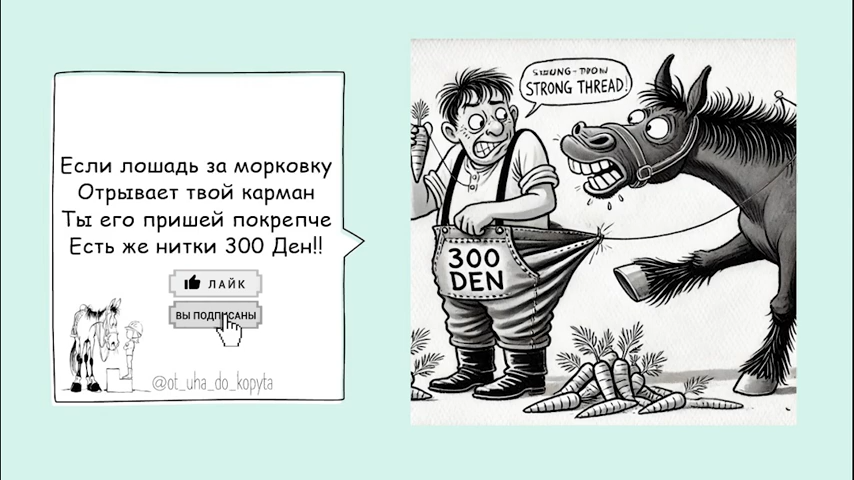 Если лошадь за морковку
Отрывает твой карман
Ты его пришей покрепче
Есть же нитки 300 Ден!!
ЛАЙК
ВЫ ПОДПИСАНЫ
@ot_uha_do_kopyta
STRONG THREAD!
300
DEN